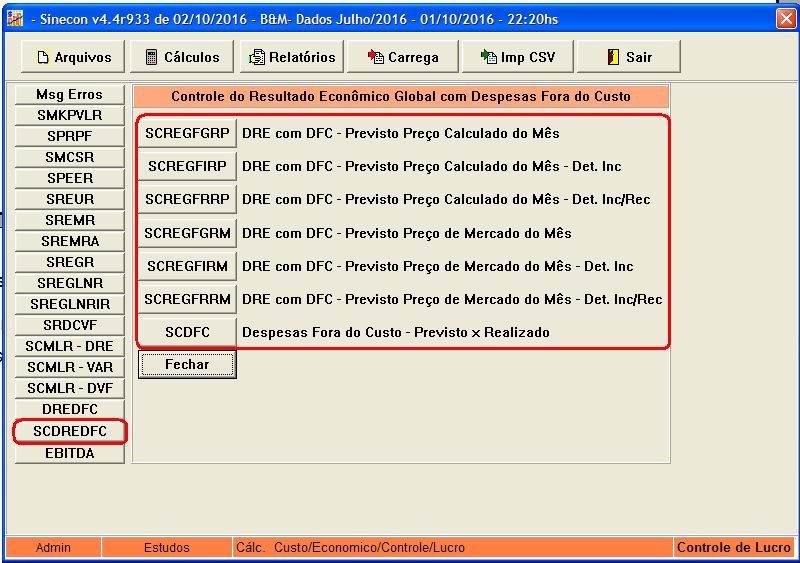 - Sinecon v4.4r933 de 02/10/2016 - B&M- Dados Julho/2016 - 01/10/2016 - 22:20hs
Arquivos Cálculos Relatórios Carrega Imp CSV Sair
Msg Erros
SMKPVLR
SPRPF
SMCSR
SPEER
SREUR
SREMR
SREMRA
SREGR
SREGLNR
SREGLNRIR
SRDCVF
SCMLR - DRE
SCMLR - VAR
SCMLR - DVF
DREDFC
SCDREDFC
EBITDA
Controle do Resultado Econômico Global com Despesas Fora do Custo
SCREGFGRP DRE com DFC - Previsto Preço Calculado do Mês
SCREGFIRP DRE com DFC - Previsto Preço Calculado do Mês - Det. Inc
SCREGFRRP DRE com DFC - Previsto Preço Calculado do Mês - Det. Inc/Rec
SCREGFGRM DRE com DFC - Previsto Preço de Mercado do Mês
SCREGFIRM DRE com DFC - Previsto Preço de Mercado do Mês - Det. Inc
SCREGFRRM DRE com DFC - Previsto Preço de Mercado do Mês - Det. Inc/Rec
SCDFC Despesas Fora do Custo - Previsto x Realizado
Fechar
Admin Estudos Cálc. Custo/Economico/Controle/Lucro Controle de Lucro